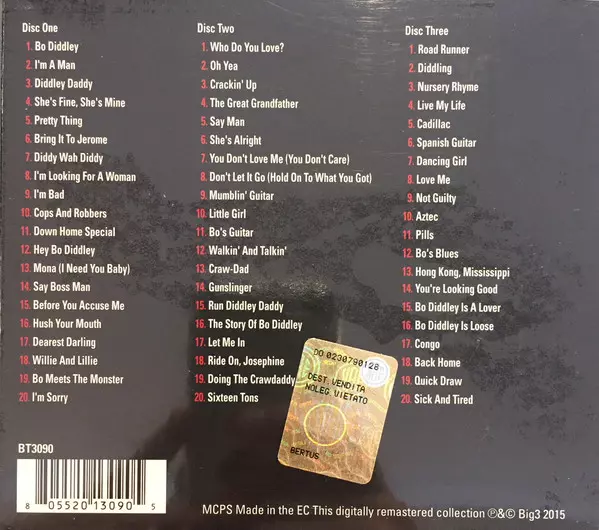 Disc One
1. Bo Diddley
2. I'm A Man
3. Diddley Daddy
4. She's Fine, She's Mine
5. Pretty Thing
6. Bring It To Jerome
7. Diddy Wah Diddy
8. I'm Looking For A Woman
9. I'm Bad
10. Cops And Robbers
11. Down Home Special
12. Hey Bo Diddley
13. Mona (I Need You Baby)
14. Say Boss Man
15. Before You Accuse Me
16. Hush Your Mouth
17. Dearest Darling
18. Willie And Lillie
19. Bo Meets The Monster
20. I'm Sorry
Disc Two
1. Who Do You Love?
2. Oh Yea
3. Crackin' Up
4. The Great Grandfather
5. Say Man
6. She's Alright
7. You Don't Love Me (You Don't Care)
8. Don't Let It Go (Hold On To What You Got)
9. Mumblin' Guitar
10. Little Girl
11. Bo's Guitar
12. Walkin' And Talkin'
13. Craw-Dad
14. Gunslinger
15. Run Diddley Daddy
16. The Story Of Bo Diddley
17. Let Me In
18. Ride On, Josephine
19. Doing The Crawdaddy
20. Sixteen Tons
Disc Three
1. Road Runner
2. Diddling
3. Nursery Rhyme
4. Live My Life
5. Cadillac
6. Spanish Guitar
7. Dancing Girl
8. Love Me
9. Not Guilty
10. Aztec
11. Pills
12. Bo's Blues
13. Hong Kong, Mississippi
14. You're Looking Good
15. Bo Diddley Is A Lover
16. Bo Diddley Is Loose
17. Congo
18. Back Home
19. Quick Draw
20. Sick And Tired
DO 0230790128
DEST. VENDITA
NOLEG. VIETATO
BERTUS
BT3090
8 05520 13090 5
MCPS Made in the EC This digitally remastered collection ℗&© Big3 2015